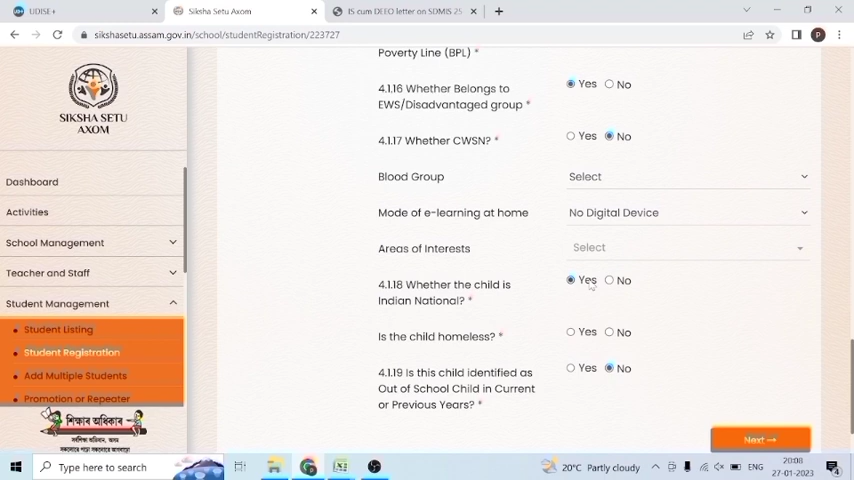 UDISE+
Siksha Setu Axom
IS cum DEEO letter on SDMIS 25
sikshasetu.assam.gov.in/school/studentRegistration/223727
P
SIKSHA SETU
AXOM
Dashboard
Activities
School Management
Teacher and Staff
Student Management
Student Listing
Student Registration
Add Multiple Students
Promotion or Repeater
শিক্ষাৰ অধিকাৰ
Poverty Line (BPL) *
4.1.16 Whether Belongs to
EWS/Disadvantaged group *
Yes No
4.1.17 Whether CWSN? *
Yes No
Blood Group
Select
Mode of e-learning at home
No Digital Device
Areas of Interests
Select
4.1.18 Whether the child is
Indian National? *
Yes No
Is the child homeless? *
Yes No
4.1.19 Is this child identified as
Out of School Child in Current
or Previous Years? *
Yes No
Next →
Type here to search
20°C Partly cloudy
ENG
20:08
27-01-2023
4